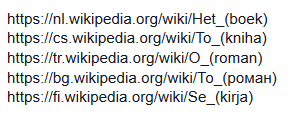 https://nl.wikipedia.org/wiki/Het_(boek)
https://cs.wikipedia.org/wiki/To_(kniha)
https://tr.wikipedia.org/wiki/O_(roman)
https://bg.wikipedia.org/wiki/То_(роман)
https://fi.wikipedia.org/wiki/Se_(kirja)